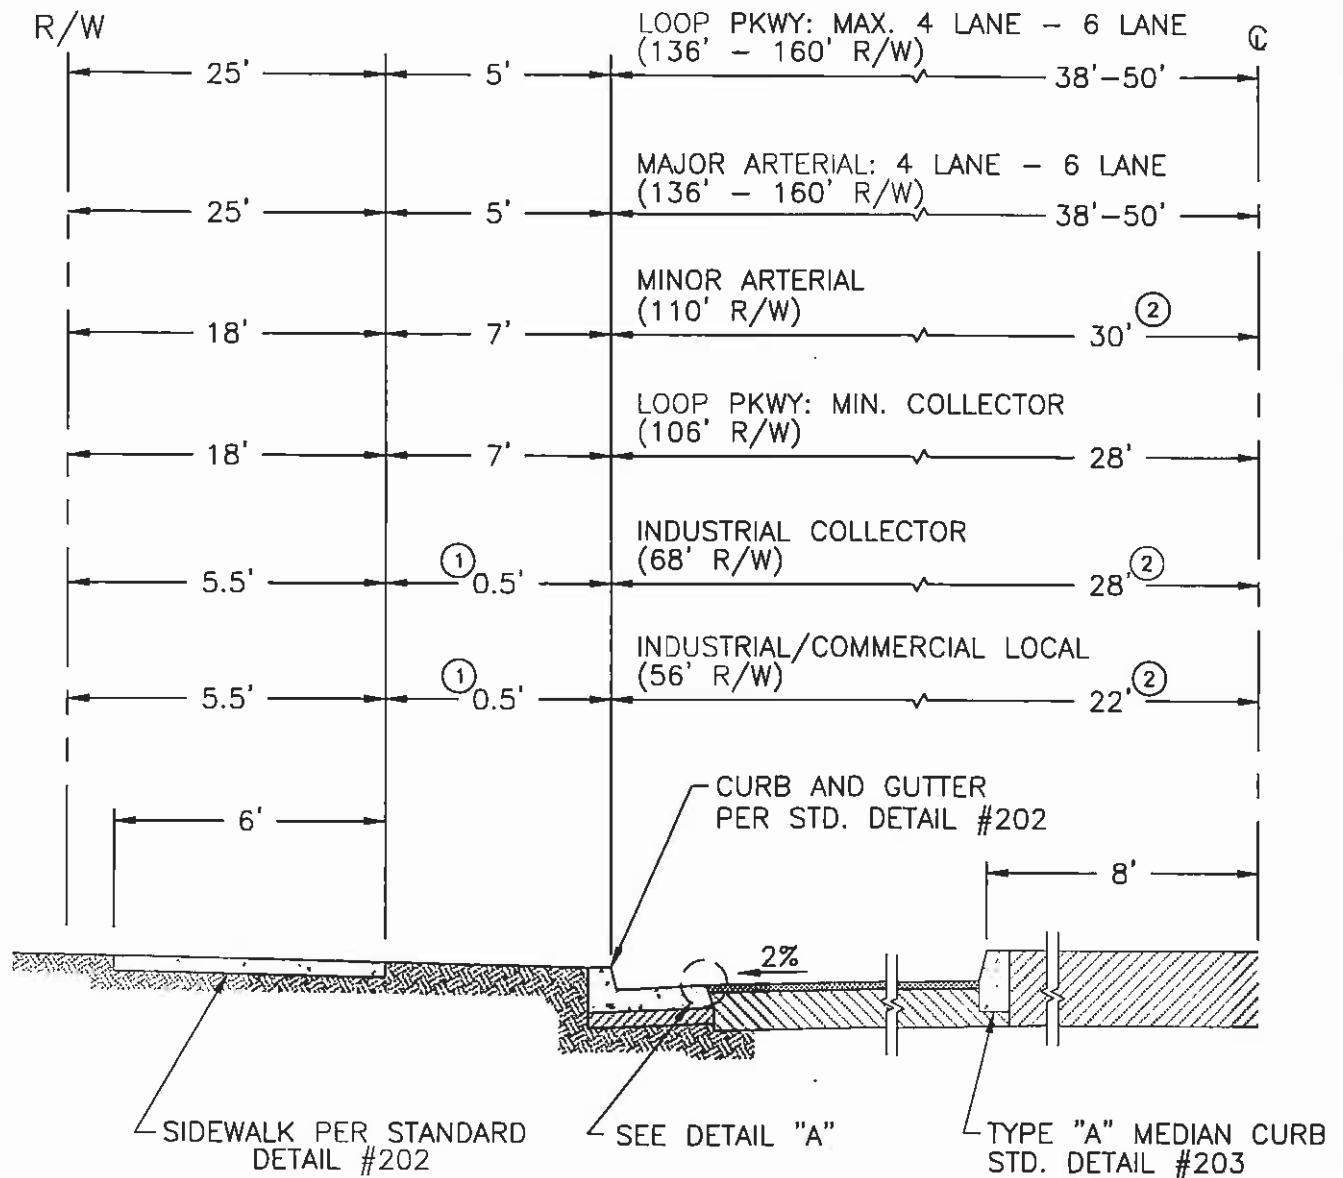 R/W
LOOP PKWY: MAX. 4 LANE - 6 LANE
(136' - 160' R/W)
℄
25'
5'
38'-50'
MAJOR ARTERIAL: 4 LANE - 6 LANE
(136' - 160' R/W)
25'
5'
38'-50'
MINOR ARTERIAL
(110' R/W)
18'
7'
30' 2
LOOP PKWY: MIN. COLLECTOR
(106' R/W)
18'
7'
28'
INDUSTRIAL COLLECTOR
(68' R/W)
5.5'
1 0.5'
28' 2
INDUSTRIAL/COMMERCIAL LOCAL
(56' R/W)
5.5'
1 0.5'
22' 2
CURB AND GUTTER
PER STD. DETAIL #202
6'
8'
2%
SIDEWALK PER STANDARD
DETAIL #202
SEE DETAIL "A"
TYPE "A" MEDIAN CURB
STD. DETAIL #203